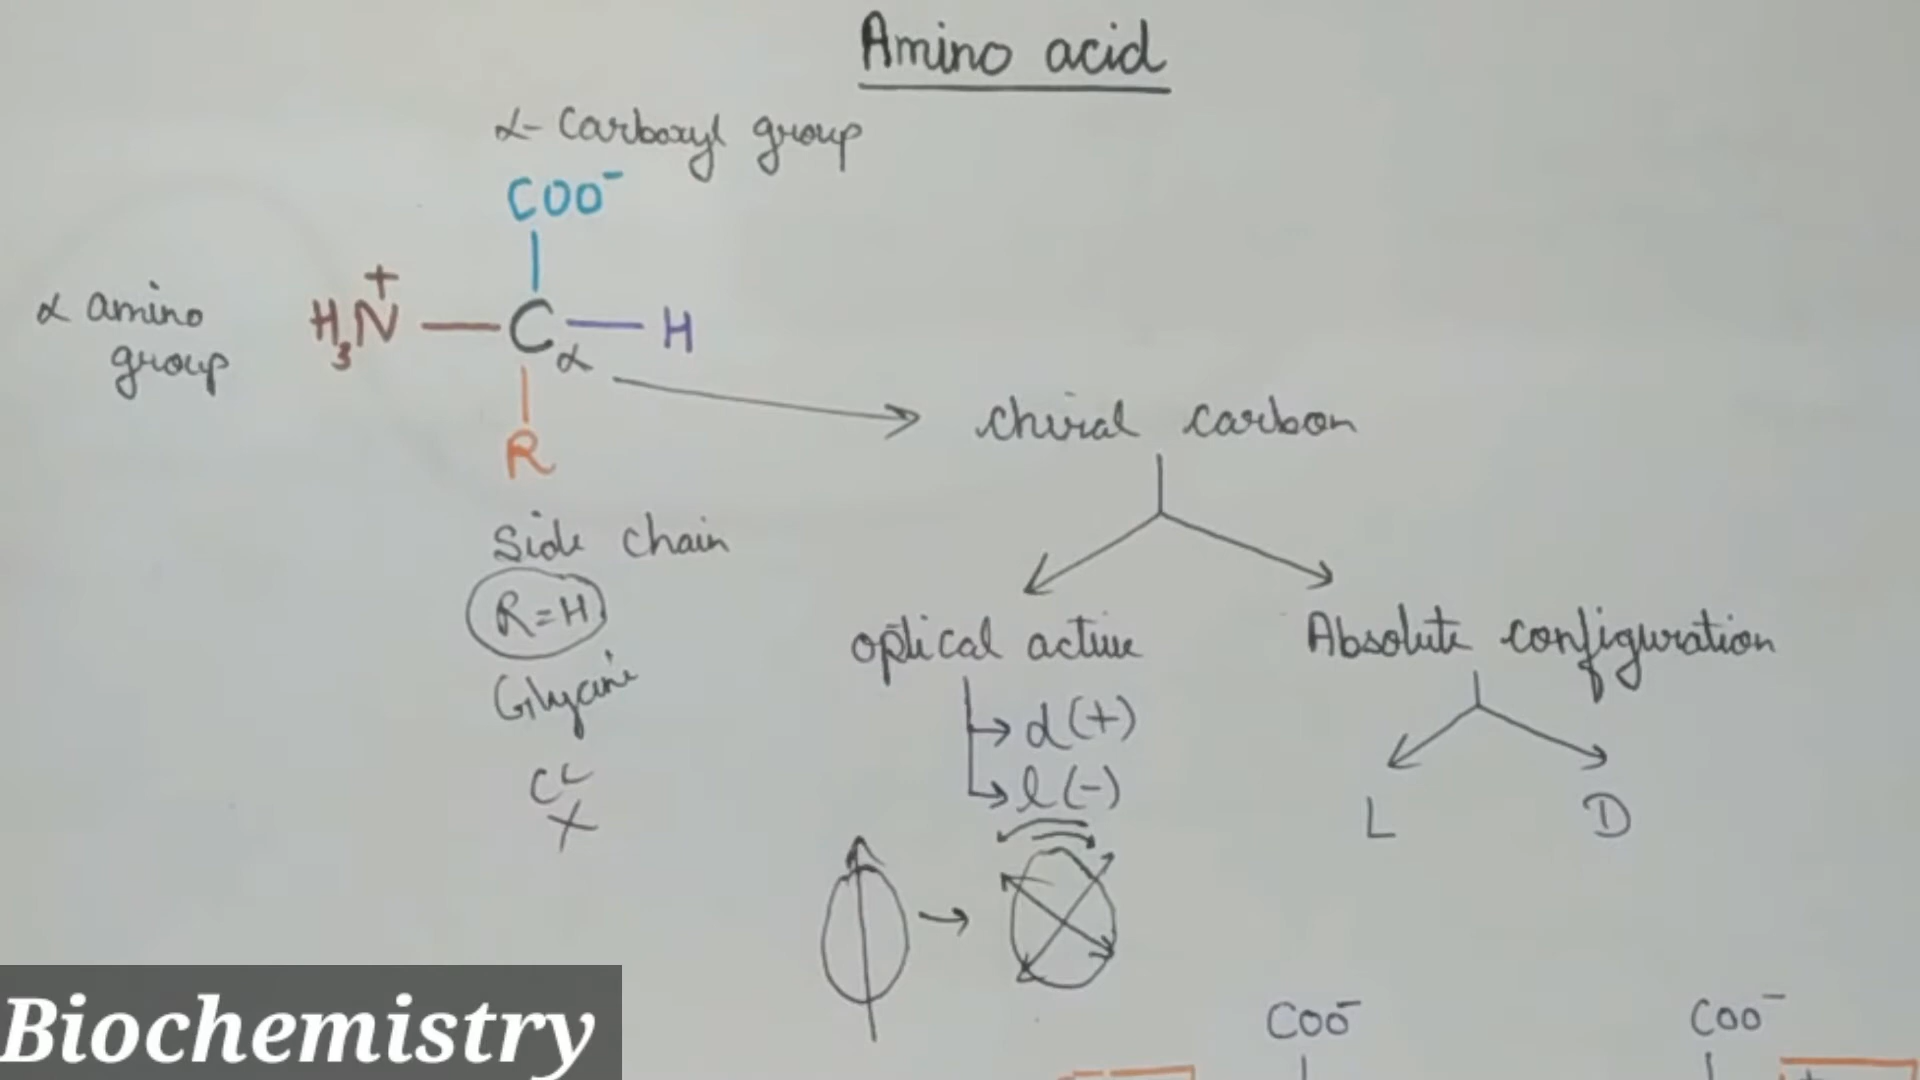 Amino acid
α- Carboxyl group
COO⁻
α amino
group
H₃N⁺ — Cα — H
R
chiral carbon
Side chain
R=H
Glycine
optical active
Absolute configuration
d(+)
l(-)
L
D
COO⁻
COO⁻
Biochemistry